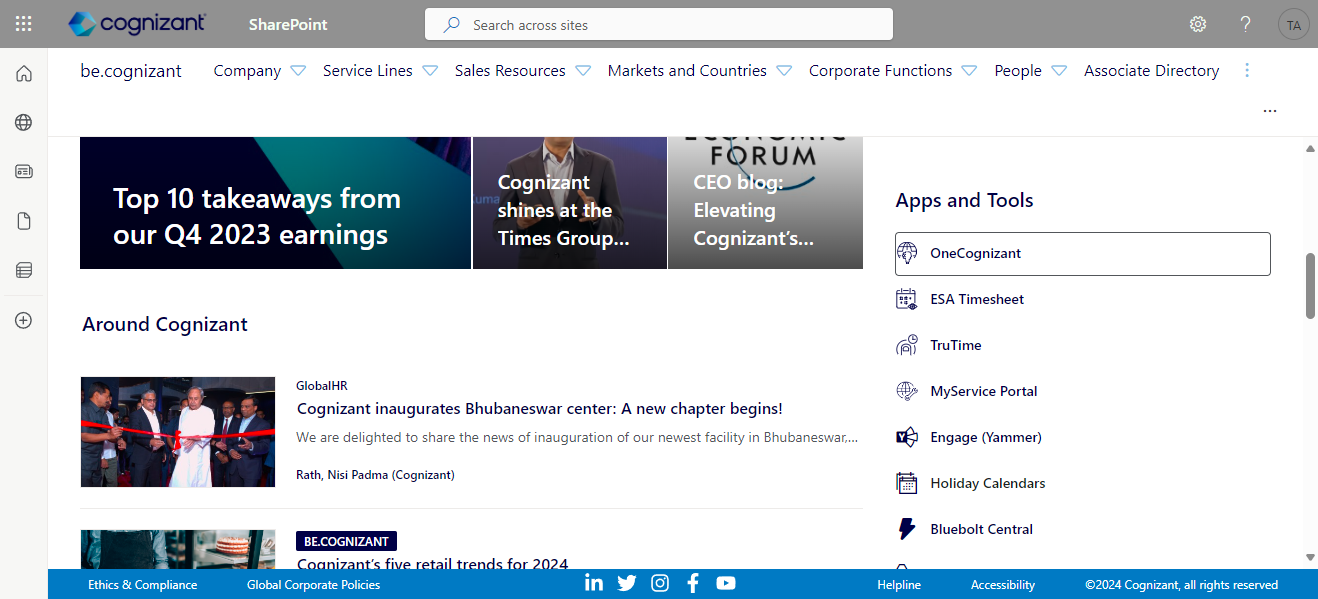 cognizant
SharePoint
Search across sites
?
TA
be.cognizant
Company
Service Lines
Sales Resources
Markets and Countries
Corporate Functions
People
Associate Directory
...
Top 10 takeaways from
our Q4 2023 earnings
Cognizant
shines at the
Times Group...
ECONOMIC
FORUM
CEO blog:
Elevating
Cognizant’s...
Apps and Tools
OneCognizant
ESA Timesheet
TruTime
MyService Portal
Engage (Yammer)
Holiday Calendars
Bluebolt Central
Around Cognizant
GlobalHR
Cognizant inaugurates Bhubaneswar center: A new chapter begins!
We are delighted to share the news of inauguration of our newest facility in Bhubaneswar,...
Rath, Nisi Padma (Cognizant)
BE.COGNIZANT
Cognizant’s five retail trends for 2024
Ethics & Compliance
Global Corporate Policies
Helpline
Accessibility
©2024 Cognizant, all rights reserved